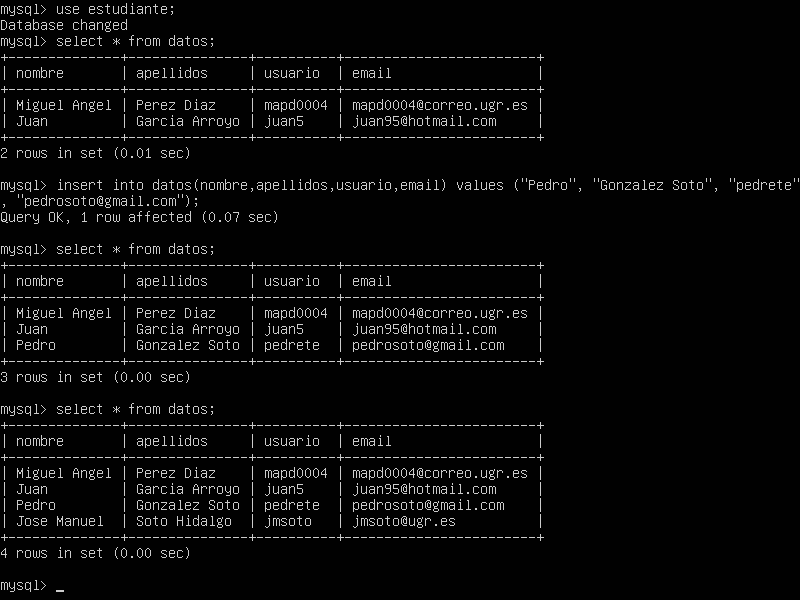 mysql> use estudiante;
Database changed
mysql> select * from datos;
+--------------+---------------+----------+------------------------+
| nombre       | apellidos     | usuario  | email                  |
+--------------+---------------+----------+------------------------+
| Miguel Angel | Perez Diaz    | mapd0004 | mapd0004@correo.ugr.es |
| Juan         | Garcia Arroyo | juan5    | juan95@hotmail.com     |
+--------------+---------------+----------+------------------------+
2 rows in set (0.01 sec)
mysql> insert into datos(nombre,apellidos,usuario,email) values ("Pedro", "Gonzalez Soto", "pedrete"
, "pedrosoto@gmail.com");
Query OK, 1 row affected (0.07 sec)
mysql> select * from datos;
+--------------+---------------+----------+------------------------+
| nombre       | apellidos     | usuario  | email                  |
+--------------+---------------+----------+------------------------+
| Miguel Angel | Perez Diaz    | mapd0004 | mapd0004@correo.ugr.es |
| Juan         | Garcia Arroyo | juan5    | juan95@hotmail.com     |
| Pedro        | Gonzalez Soto | pedrete  | pedrosoto@gmail.com    |
+--------------+---------------+----------+------------------------+
3 rows in set (0.00 sec)
mysql> select * from datos;
+--------------+---------------+----------+------------------------+
| nombre       | apellidos     | usuario  | email                  |
+--------------+---------------+----------+------------------------+
| Miguel Angel | Perez Diaz    | mapd0004 | mapd0004@correo.ugr.es |
| Juan         | Garcia Arroyo | juan5    | juan95@hotmail.com     |
| Pedro        | Gonzalez Soto | pedrete  | pedrosoto@gmail.com    |
| Jose Manuel  | Soto Hidalgo  | jmsoto   | jmsoto@ugr.es          |
+--------------+---------------+----------+------------------------+
4 rows in set (0.00 sec)
mysql> _